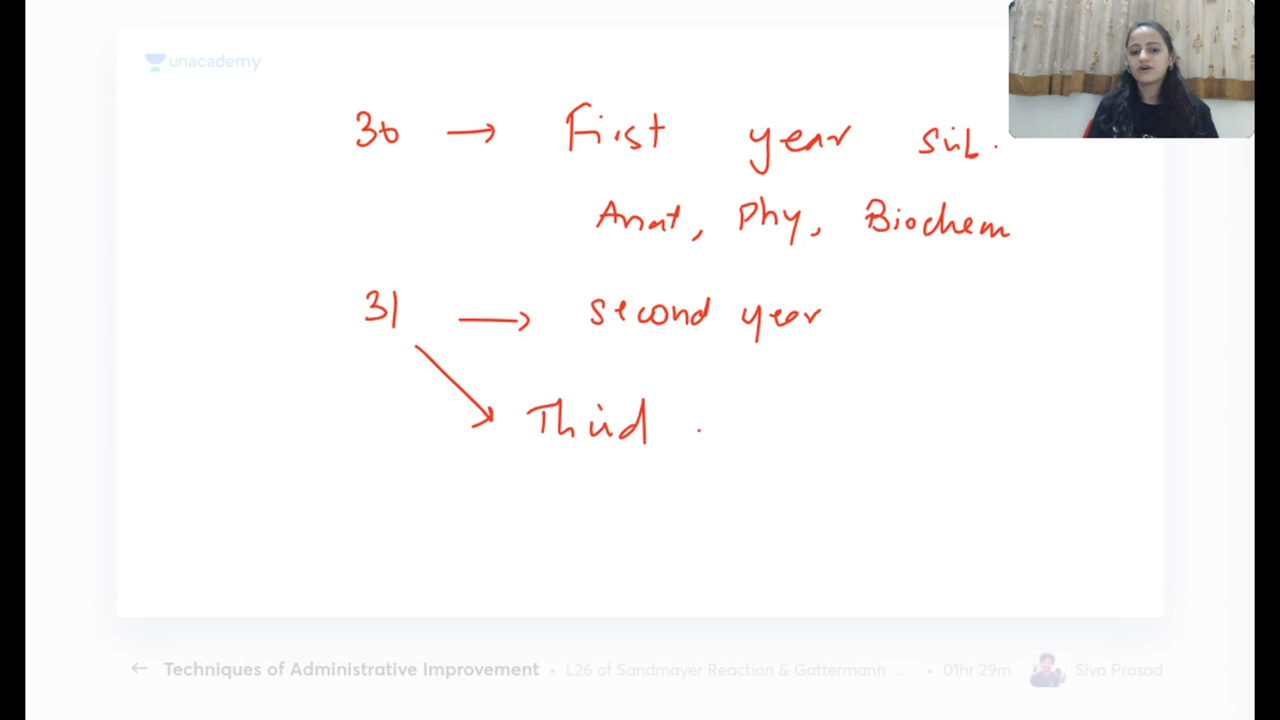 unacademy
30 → First year sub.
Anat, Phy, Biochem
31 → second year
Third .
← Techniques of Administrative Improvement • L26 of Sandmayer Reaction & Gattermann ... • 01hr 29m Siva Prasad